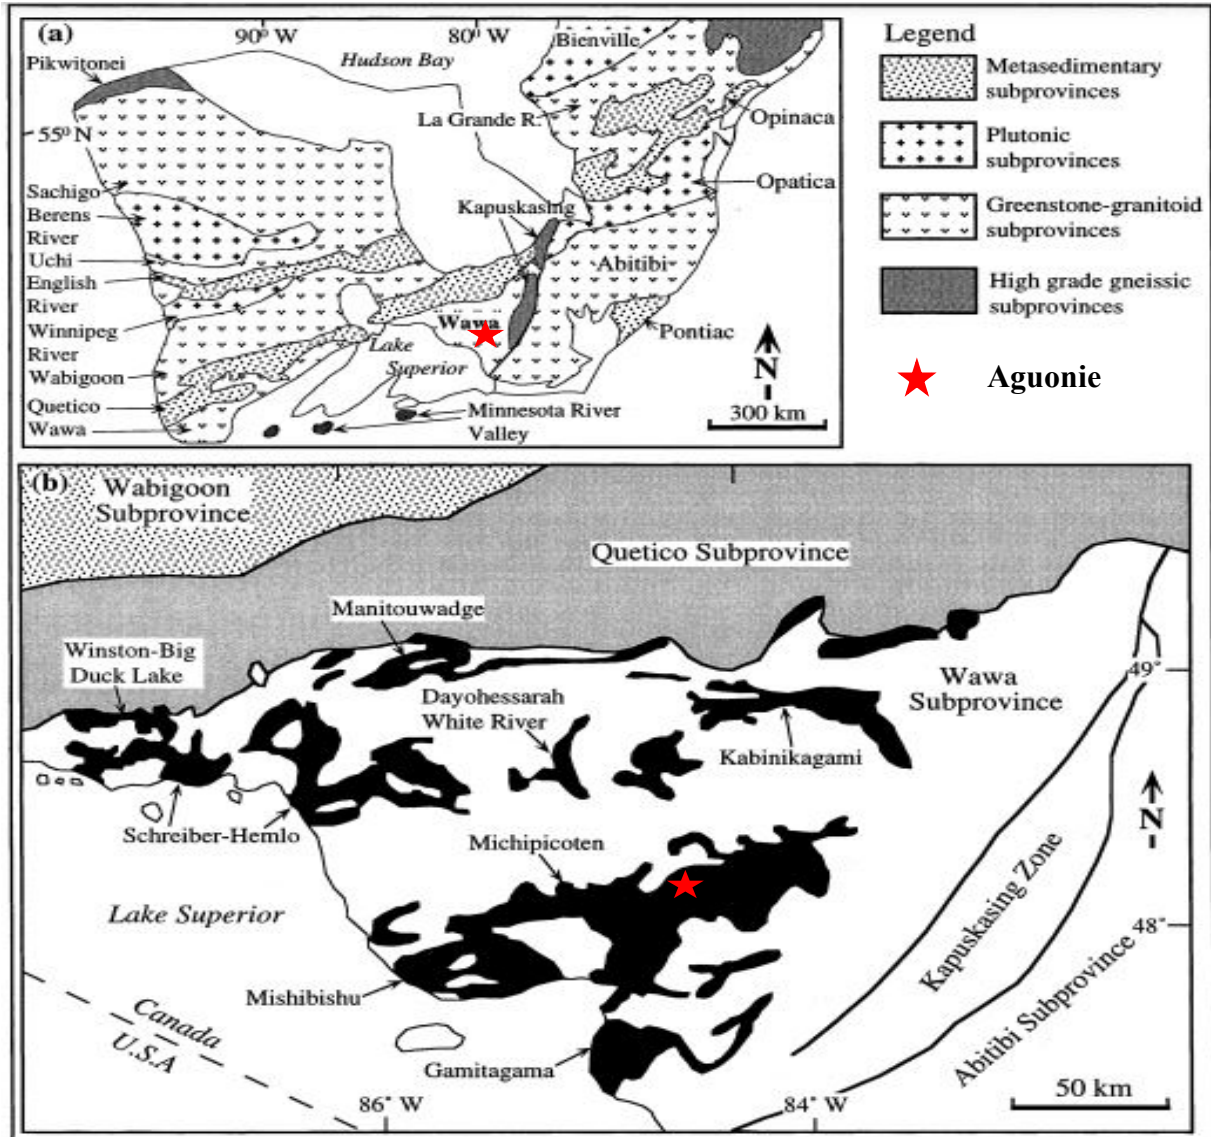 (a)
90° W
80° W
Pikwitonei
Hudson Bay
Bienville
La Grande R.
Opinaca
55⁰ N
Opatica
Sachigo
Kapuskasing
Berens
River
Uchi
Abitibi
English
River
Wawa
Winnipeg
Pontiac
River
Lake
Superior
Wabigoon
N
Quetico
Minnesota River
Valley
Wawa
300 km
Legend
Metasedimentary
subprovinces
Plutonic
subprovinces
Greenstone-granitoid
subprovinces
High grade gneissic
subprovinces
Aguonie
(b)
Wabigoon
Subprovince
Quetico Subprovince
Manitouwadge
Winston-Big
Duck Lake
Wawa
Subprovince
49°
Dayohessarah
White River
Kabinikagami
Schreiber-Hemlo
Michipicoten
N
Lake Superior
48°
Kapuskasing Zone
Mishibishu
Abitibi Subprovince
Canada
U.S.A
Gamitagama
86° W
84° W
50 km